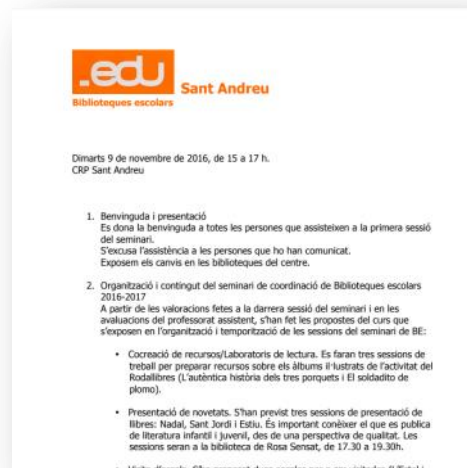 .edu
Biblioteques escolars
Sant Andreu
Dimarts 9 de novembre de 2016, de 15 a 17 h.
CRP Sant Andreu
1. Benvinguda i presentació
Es dona la benvinguda a totes les persones que assisteixen a la primera sessió
del seminari.
S'excusa l'assistència a les persones que ho han comunicat.
Exposem els canvis en les biblioteques del centre.
2. Organització i contingut del seminari de coordinació de Biblioteques escolars
2016-2017
A partir de les valoracions fetes a la darrera sessió del seminari i en les
avaluacions del professorat assistent, s'han fet les propostes del curs que
s'exposen en l'organització i temporització de les sessions del seminari de BE:
• Cocreació de recursos/Laboratoris de lectura. Es faran tres sessions de
treball per preparar recursos sobre els àlbums il·lustrats de l'activitat del
Rodallibres (L'autèntica història dels tres porquets i El soldadito de
plomo).
• Presentació de novetats. S'han previst tres sessions de presentació de
llibres: Nadal, Sant Jordi i Estiu. És important conèixer el que es publica
de literatura infantil i juvenil, des de una perspectiva de qualitat. Les
sessions seran a la biblioteca de Rosa Sensat, de 17.30 a 19.30h.